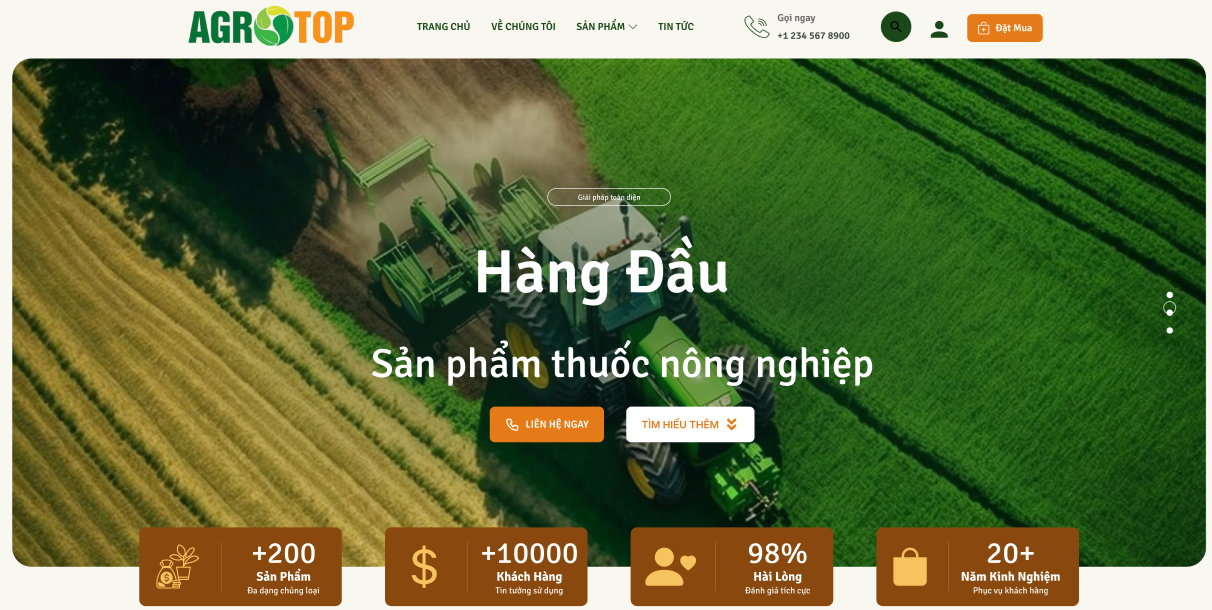 AGROTOP
TRANG CHỦ
VỀ CHÚNG TÔI
SẢN PHẨM
TIN TỨC
Gọi ngay
+1 234 567 8900
Đặt Mua
Giải pháp toàn diện
Hàng Đầu
Sản phẩm thuốc nông nghiệp
LIÊN HỆ NGAY
TÌM HIỂU THÊM
+200
Sản Phẩm
Đa dạng chủng loại
+10000
Khách Hàng
Tin tưởng sử dụng
98%
Hài Lòng
Đánh giá tích cực
20+
Năm Kinh Nghiệm
Phục vụ khách hàng